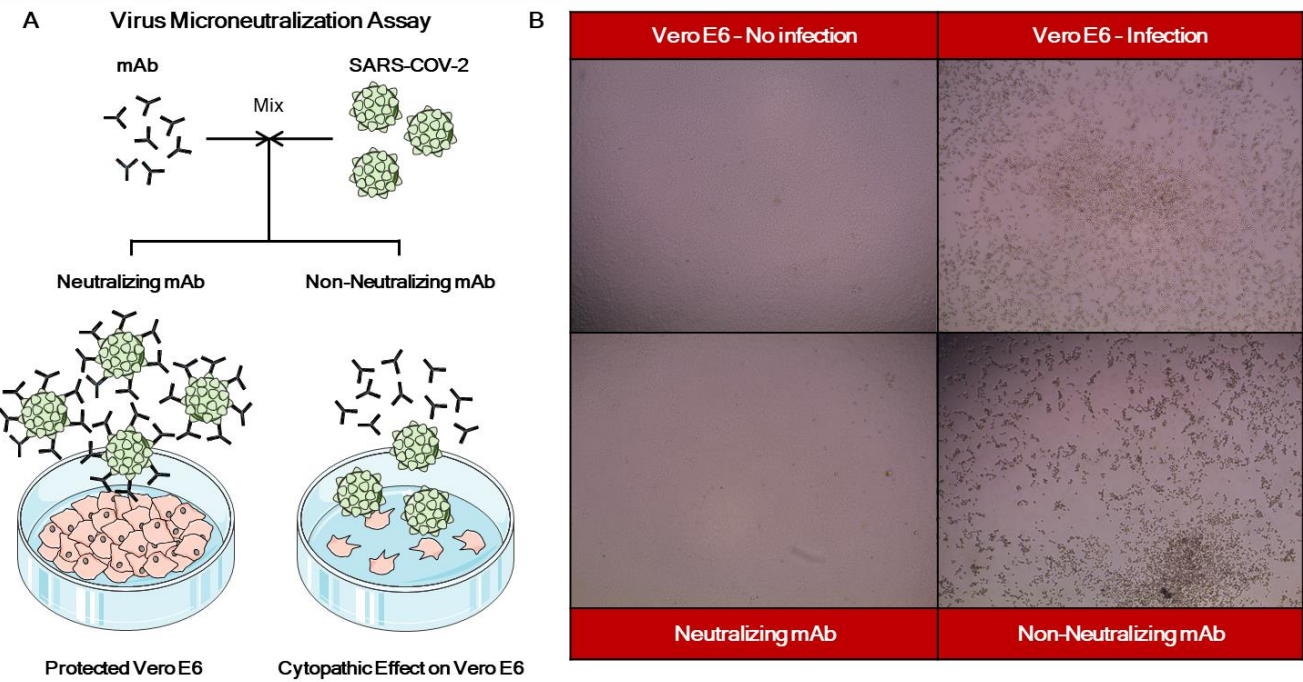 A
Virus Microneutralization Assay
mAb
SARS-COV-2
Mix
Neutralizing mAb
Non-Neutralizing mAb
Protected Vero E6
Cytopathic Effect on Vero E6
B
Vero E6 - No infection
Vero E6 - Infection
Neutralizing mAb
Non-Neutralizing mAb